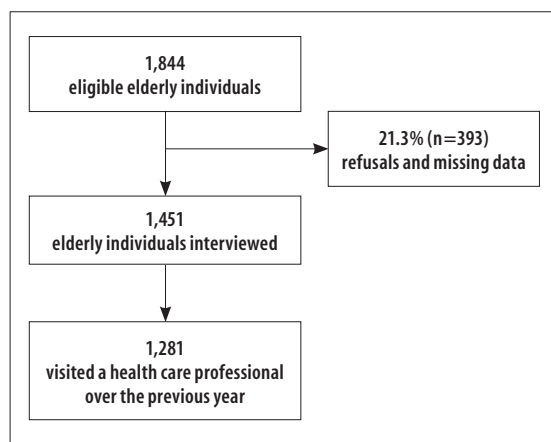 1,844
eligible elderly individuals
21.3% (n=393)
refusals and missing data
1,451
elderly individuals interviewed
1,281
visited a health care professional
over the previous year